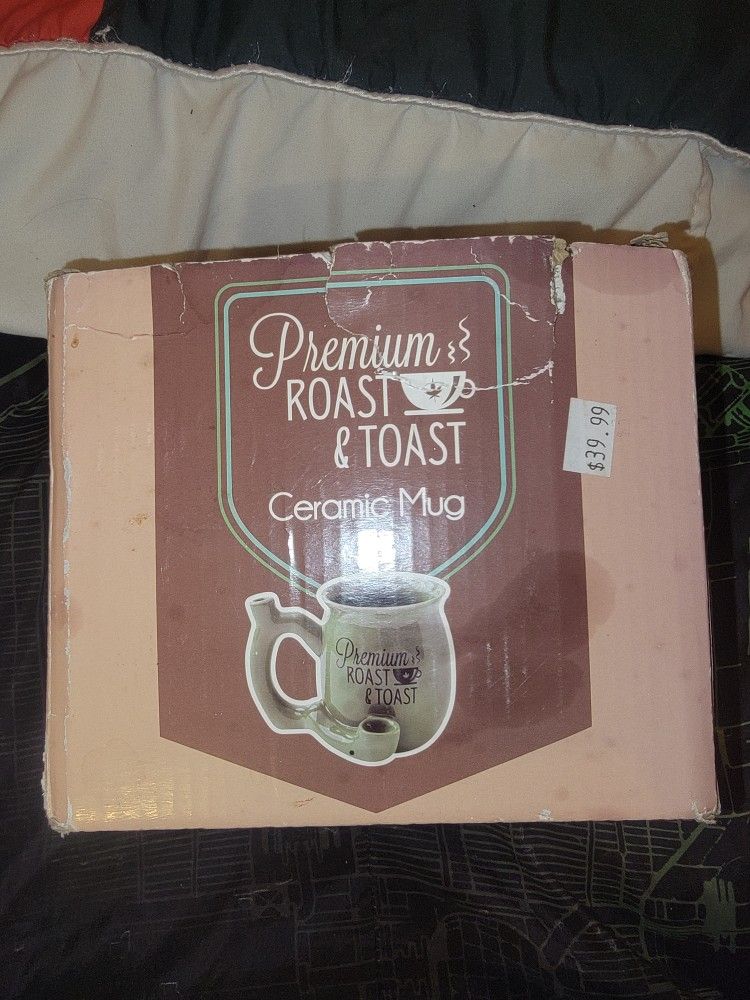 Premium
ROAST
& TOAST
Ceramic Mug
$39.99
Premium
ROAST
& TOAST